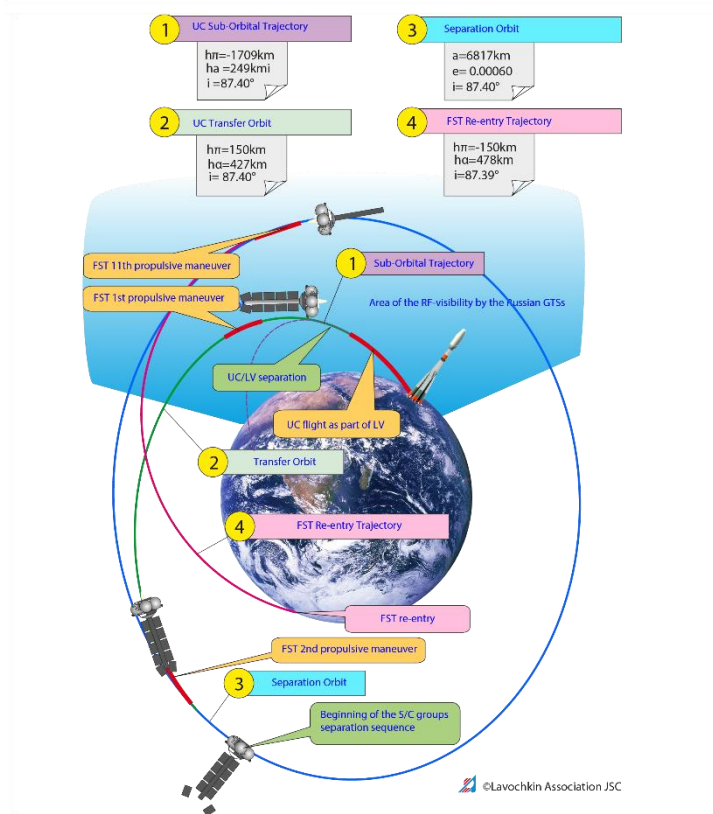 1
UC Sub-Orbital Trajectory
hπ=-1709km
ha =249kmi
i =87.40°
3
Separation Orbit
a=6817km
e= 0.00060
i= 87.40°
2
UC Transfer Orbit
hπ=150km
hα=427km
i= 87.40°
4
FST Re-entry Trajectory
hπ=-150km
hα=478km
i=87.39°
FST 11th propulsive maneuver
1
Sub-Orbital Trajectory
FST 1st propulsive maneuver
Area of the RF-visibility by the Russian GTSs
UC/LV separation
UC flight as part of LV
2
Transfer Orbit
4
FST Re-entry Trajectory
FST re-entry
FST 2nd propulsive maneuver
3
Separation Orbit
Beginning of the S/C groups
separation sequence
©Lavochkin Association JSC